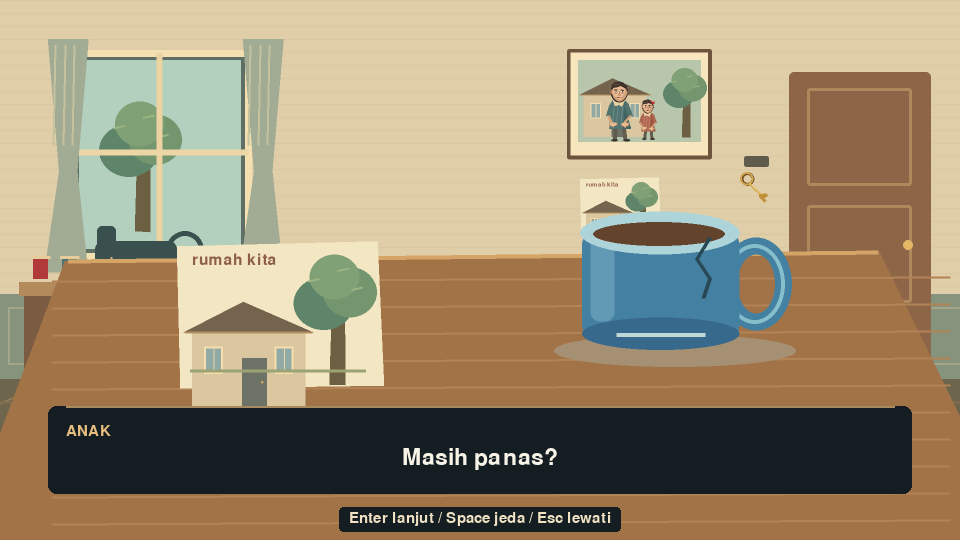 rumah kita
rumah kita
ANAK
Masih panas?
Enter lanjut / Space jeda / Esc lewati